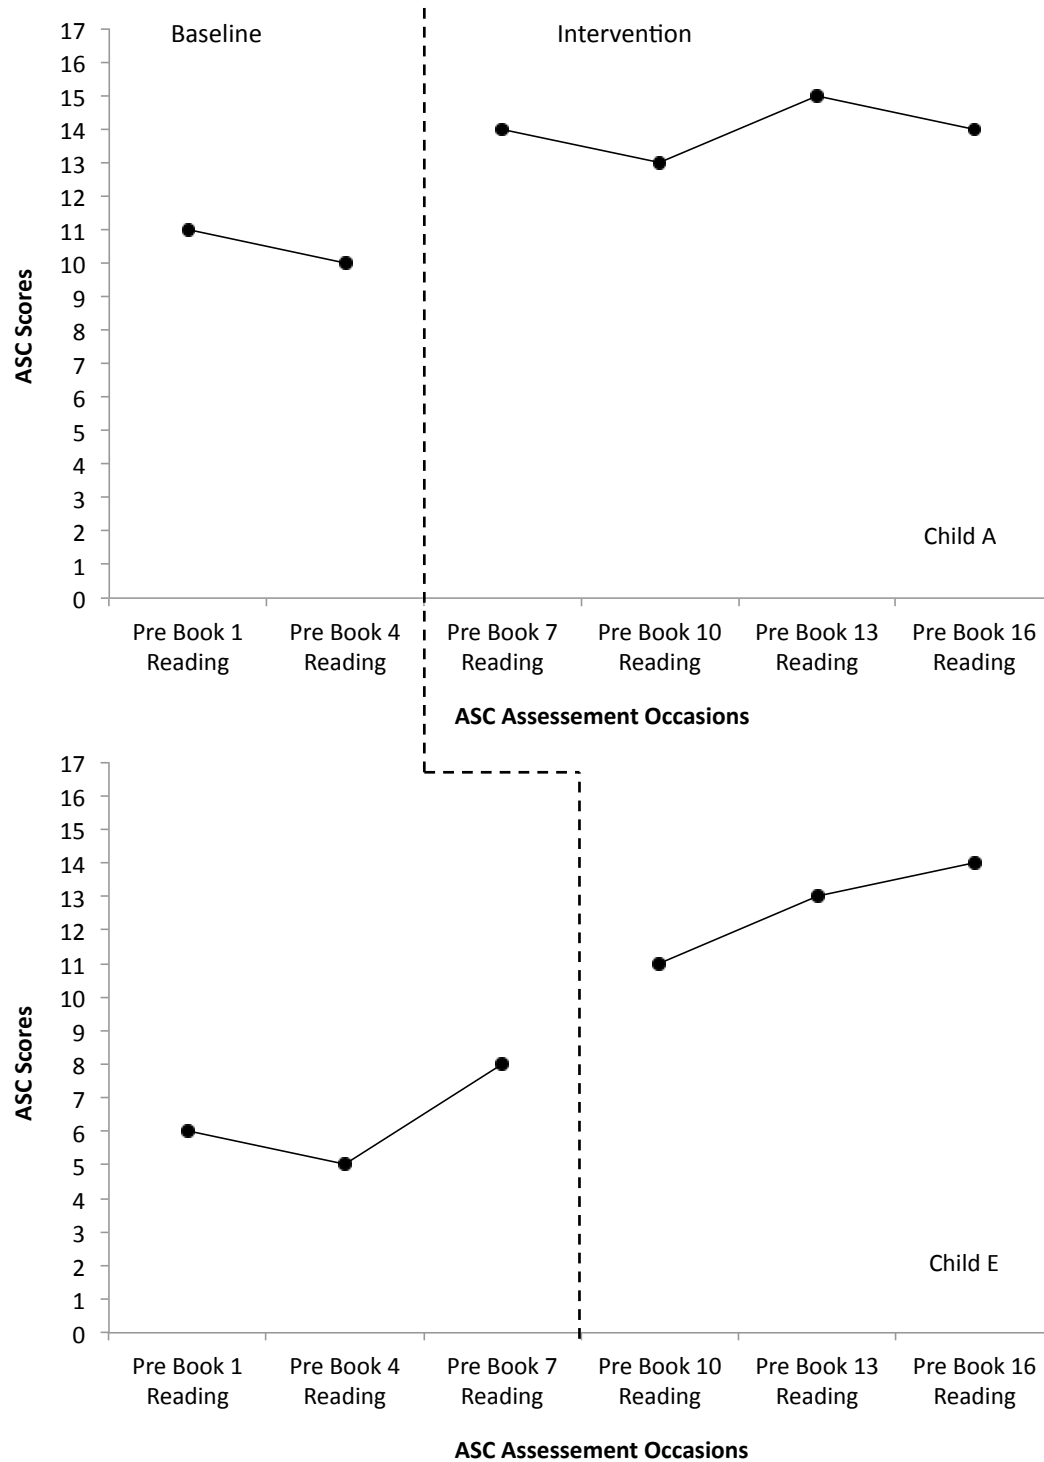 Baseline
Intervention
17
16
15
14
13
12
11
10
9
8
7
6
5
4
3
2
1
0
ASC Scores
Child A
Pre Book 1 Reading
Pre Book 4 Reading
Pre Book 7 Reading
Pre Book 10 Reading
Pre Book 13 Reading
Pre Book 16 Reading
ASC Assessement Occasions
17
16
15
14
13
12
11
10
9
8
7
6
5
4
3
2
1
0
ASC Scores
Child E
Pre Book 1 Reading
Pre Book 4 Reading
Pre Book 7 Reading
Pre Book 10 Reading
Pre Book 13 Reading
Pre Book 16 Reading
ASC Assessement Occasions